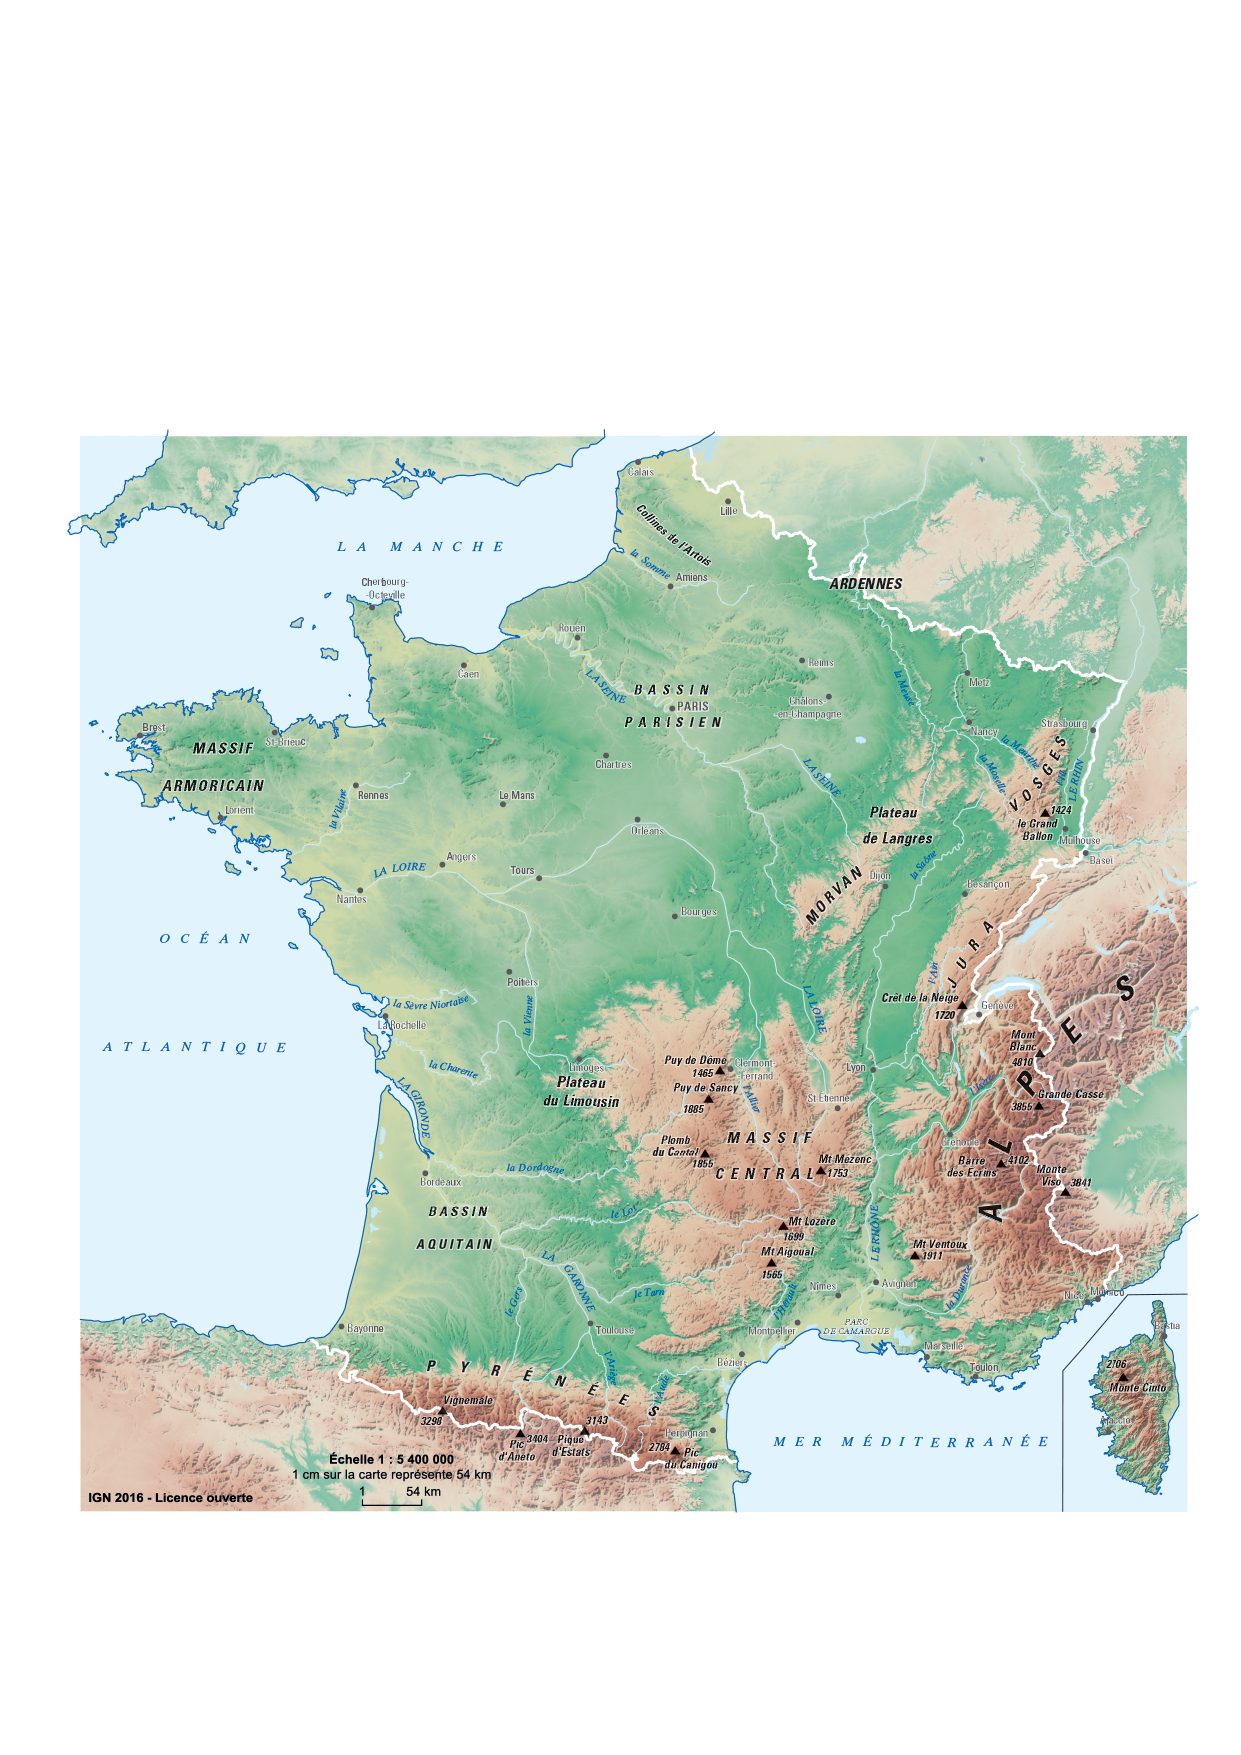 Calais
Lille
Collines de l'Artois
LA MANCHE
la Somme
Amiens
ARDENNES
Cherbourg-
-Octeville
Rouen
Reims
Caen
LA SEINE
BASSIN
PARIS
PARISIEN
la Meuse
Metz
Châlons-
en-Champagne
Brest
St-Brieuc
MASSIF
ARMORICAIN
Strasbourg
Nancy
la Meurthe
la Moselle
VOSGES
l'Ill
LE RHIN
Chartres
LA SEINE
Rennes
la Vilaine
Le Mans
Lorient
Orléans
Plateau
de Langres
1424
le Grand
Ballon
Mulhouse
Basel
Angers
LA LOIRE
Tours
Nantes
la Saône
Dijon
MORVAN
Besançon
Bourges
OCÉAN
ATLANTIQUE
JURA
l'Ain
Poitiers
la Sèvre Niortaise
la Vienne
La Rochelle
LA LOIRE
Crêt de la Neige
1720
Genève
ALPES
Mont
Blanc
4810
la Charente
Limoges
Plateau
du Limousin
Puy de Dôme
1465
Clermont-
Ferrand
Puy de Sancy
1885
l'Allier
Lyon
l'Isère
Grande Casse
3855
St-Etienne
LA GIRONDE
Plomb
du Cantal
1855
MASSIF
CENTRAL
Mt Mézenc
1753
Grenoble
Barre
des Ecrins
4102
Monte
Viso
3841
la Dordogne
Bordeaux
BASSIN
AQUITAIN
le Lot
Mt Lozère
1699
Mt Aigoual
1565
LE RHÔNE
Mt Ventoux
1911
LA GARONNE
le Gers
le Tarn
l'Hérault
Nîmes
Avignon
la Durance
Nice
Monaco
Bayonne
Toulouse
Montpellier
PARC
DE CAMARGUE
Marseille
Toulon
Béziers
PYRÉNÉES
l'Ariège
l'Aude
Bastia
2706
Monte Cinto
Ajaccio
Vignemale
3298
Pic
d'Aneto
3404
3143
Pique
d'Estats
Perpignan
2784
Pic
du Canigou
MER MÉDITERRANÉE
Échelle 1 : 5 400 000
1 cm sur la carte représente 54 km
1 54 km
IGN 2016 - Licence ouverte